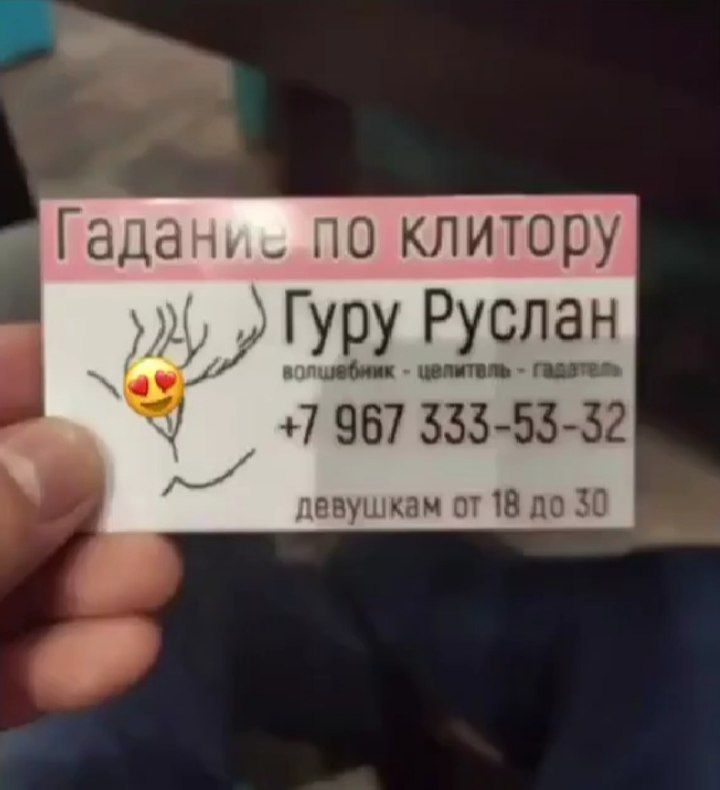 Гадание по клитору
Гуру Руслан
волшебник - целитель - гадатель
+7 967 333-53-32
девушкам от 18 до 30